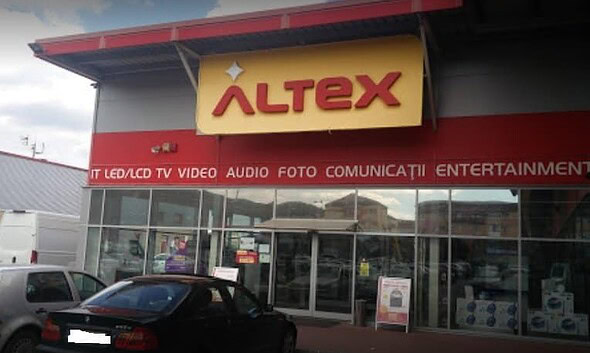 ALTEX
IT LED/LCD TV VIDEO AUDIO FOTO COMUNICAȚII ENTERTAINMENT